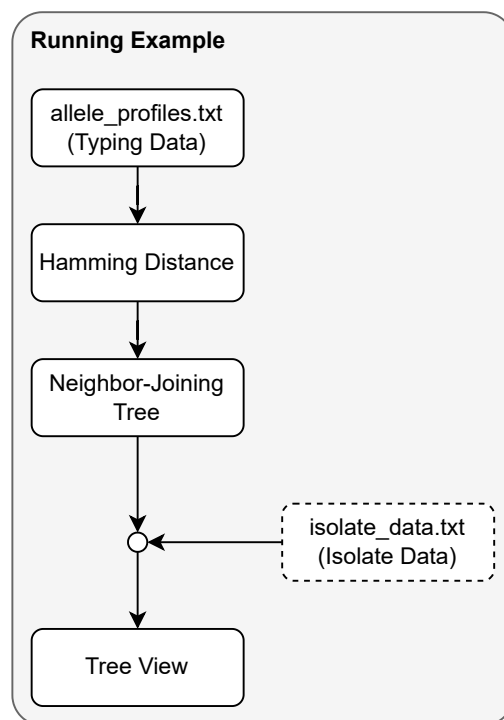 Running Example
allele_profiles.txt
(Typing Data)
Hamming Distance
Neighbor-Joining
Tree
isolate_data.txt
(Isolate Data)
Tree View